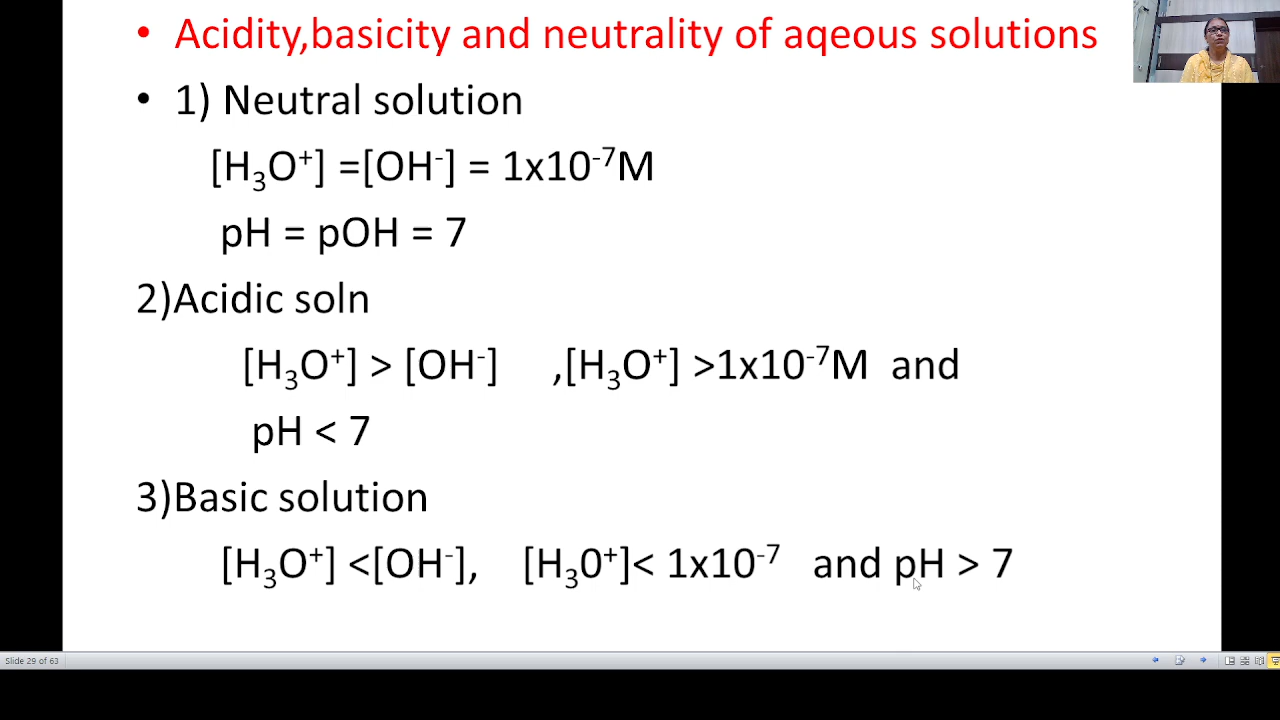 • Acidity,basicity and neutrality of aqeous solutions
• 1) Neutral solution
[H₃O⁺] =[OH⁻] = 1x10⁻⁷M
pH = pOH = 7
2)Acidic soln
[H₃O⁺] > [OH⁻] ,[H₃O⁺] >1x10⁻⁷M and
pH < 7
3)Basic solution
[H₃O⁺] <[OH⁻], [H₃0⁺]< 1x10⁻⁷ and pH > 7
Slide 29 of 63